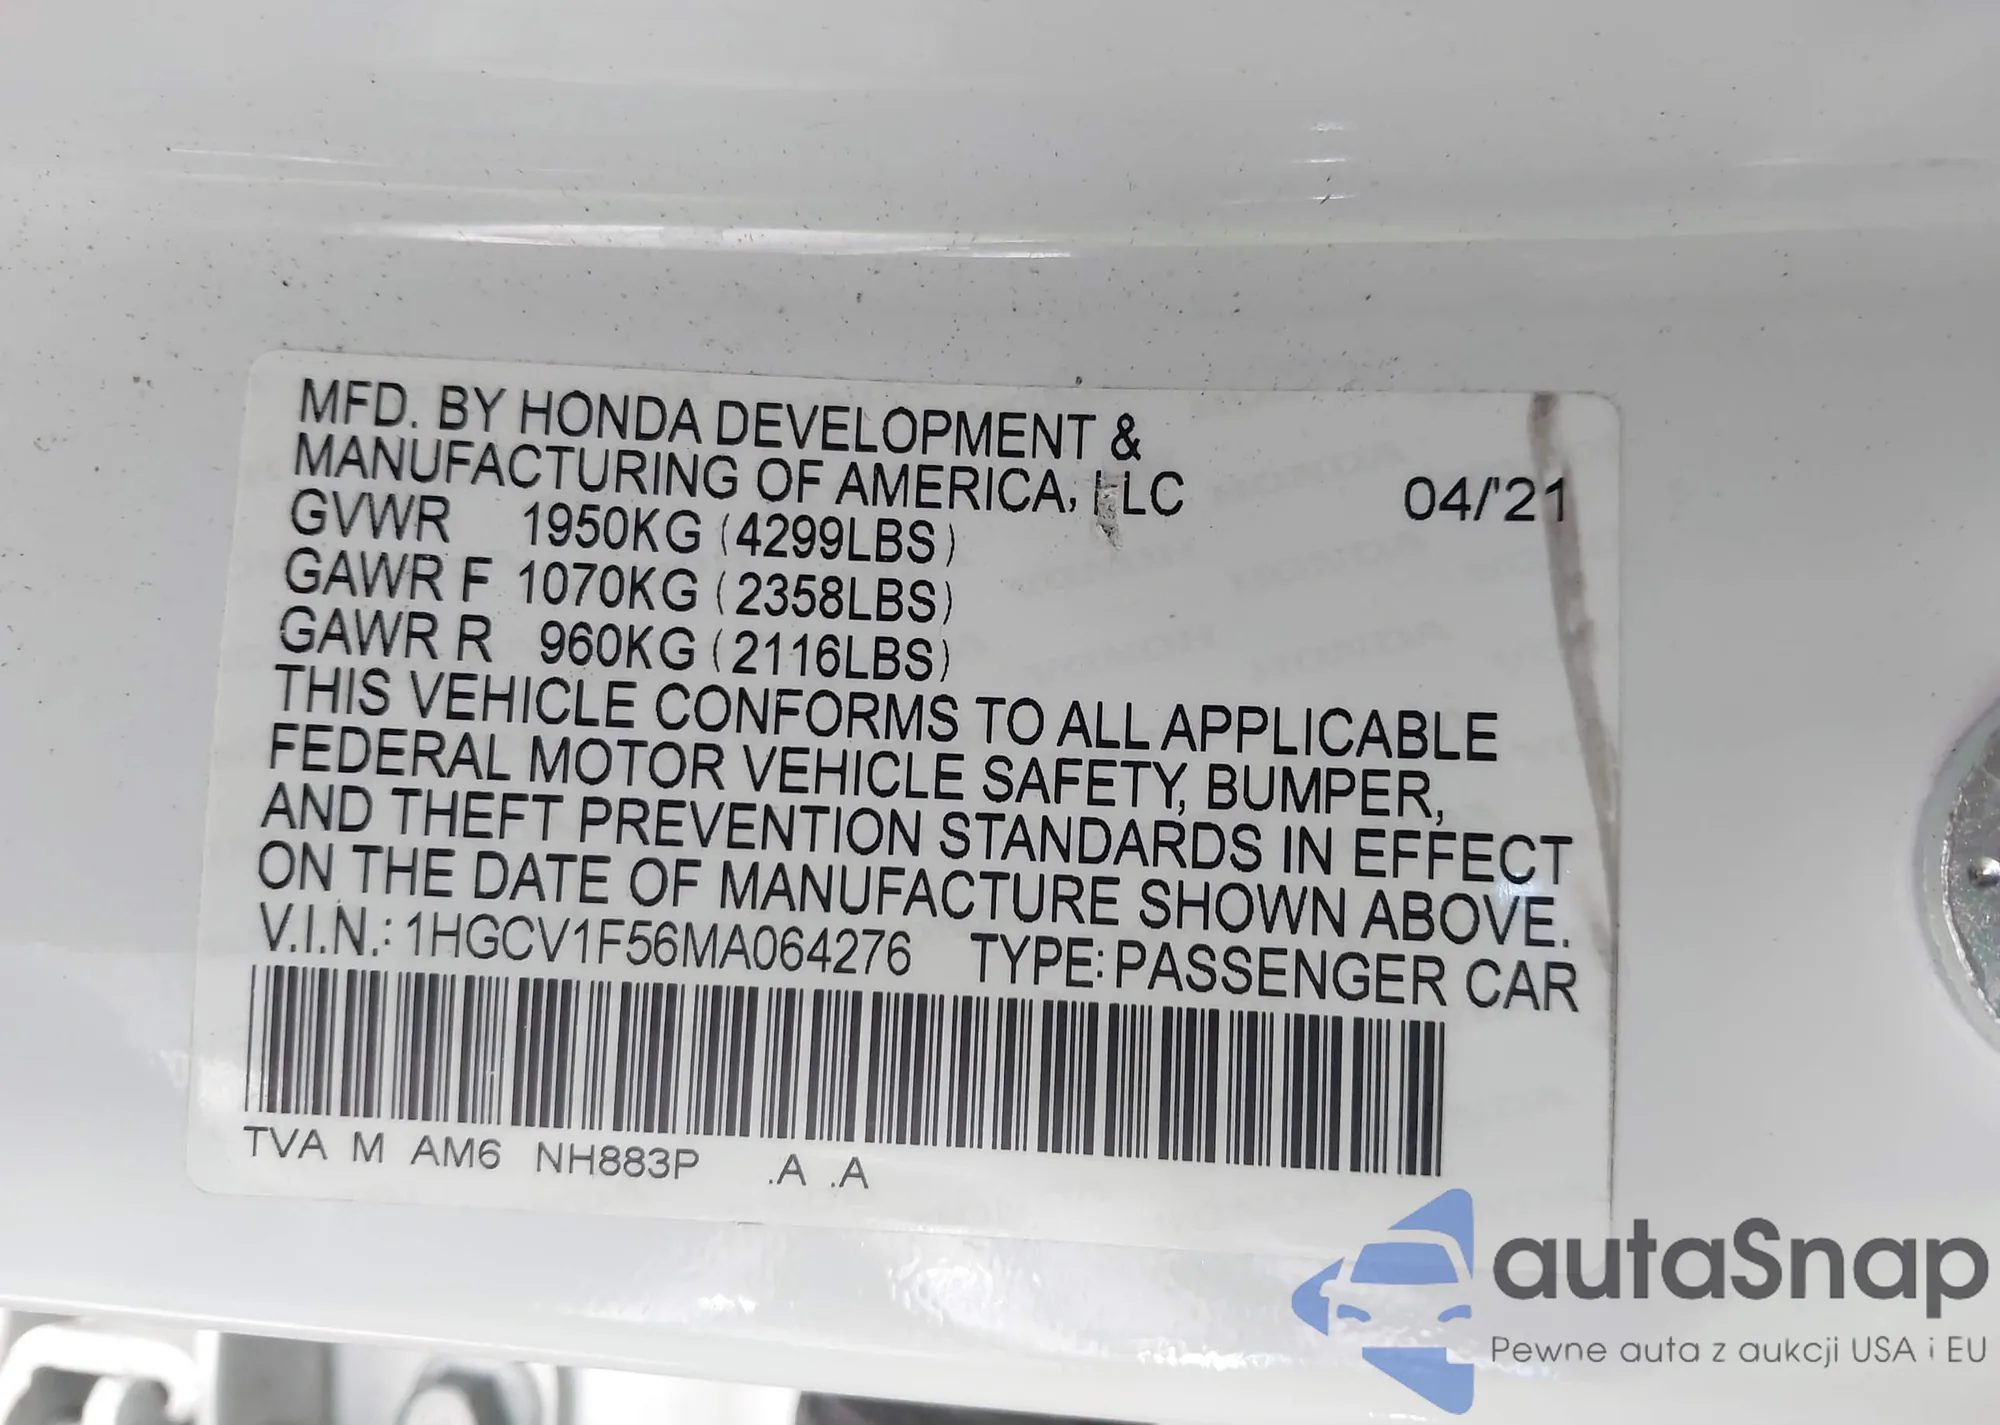 MFD. BY HONDA DEVELOPMENT &
MANUFACTURING OF AMERICA, LLC 04/'21
GVWR 1950KG (4299LBS)
GAWR F 1070KG (2358LBS)
GAWR R 960KG (2116LBS)
THIS VEHICLE CONFORMS TO ALL APPLICABLE
FEDERAL MOTOR VEHICLE SAFETY, BUMPER,
AND THEFT PREVENTION STANDARDS IN EFFECT
ON THE DATE OF MANUFACTURE SHOWN ABOVE.
V.I.N.: 1HGCV1F56MA064276 TYPE: PASSENGER CAR
TVA M AM6 NH883P .A .A
autaSnap
Pewne auta z aukcji USA i EU